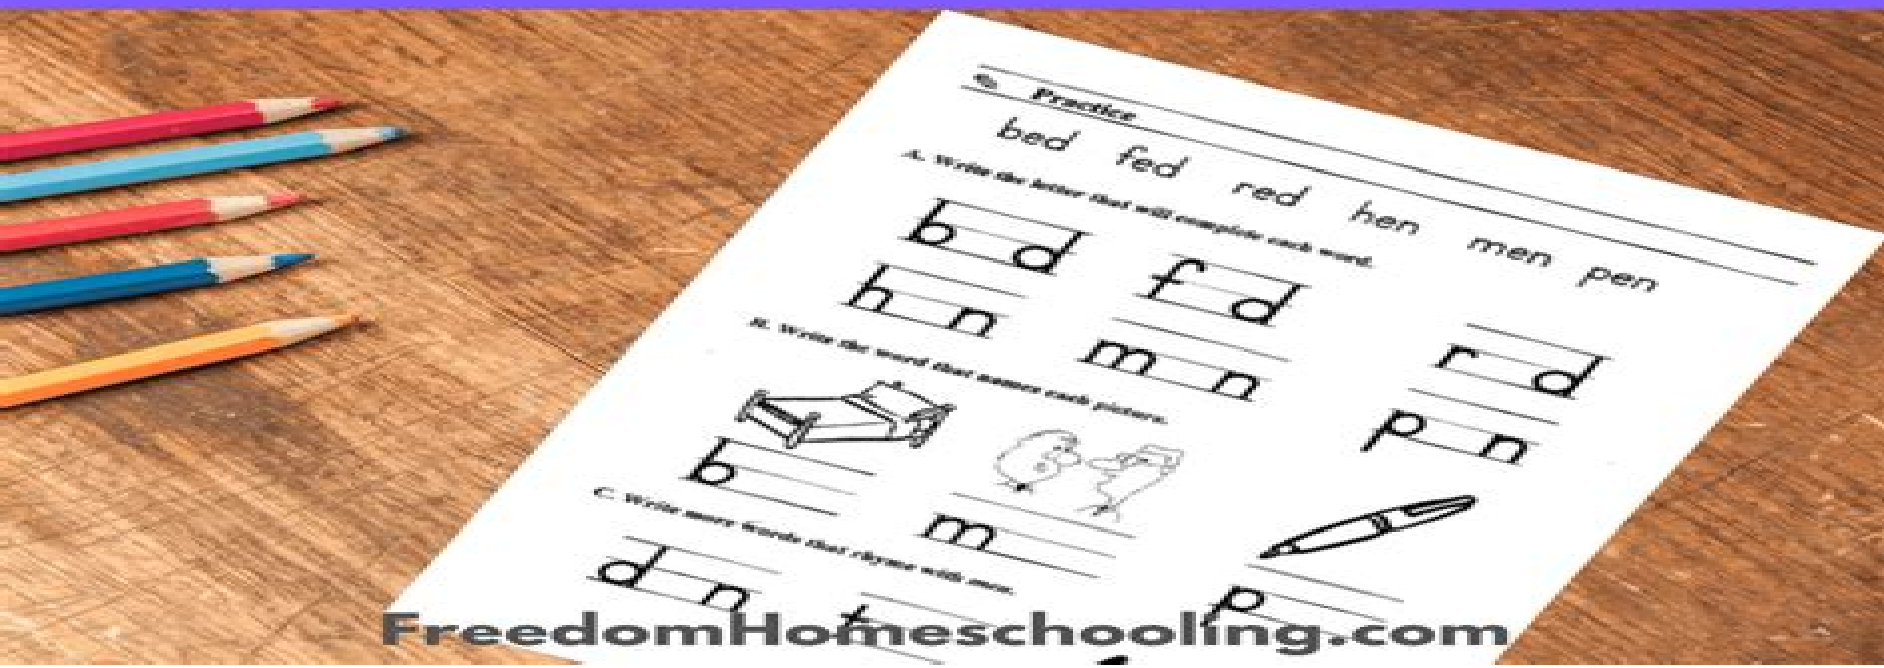 Practice
bed fed red hen men pen
A. Write the letter that will complete each word.
b d f d r d
h n m n p n
B. Write the word that names each picture.
b m p
C. Write more words that rhyme with men.
d n t
FreedomHomeschooling.com